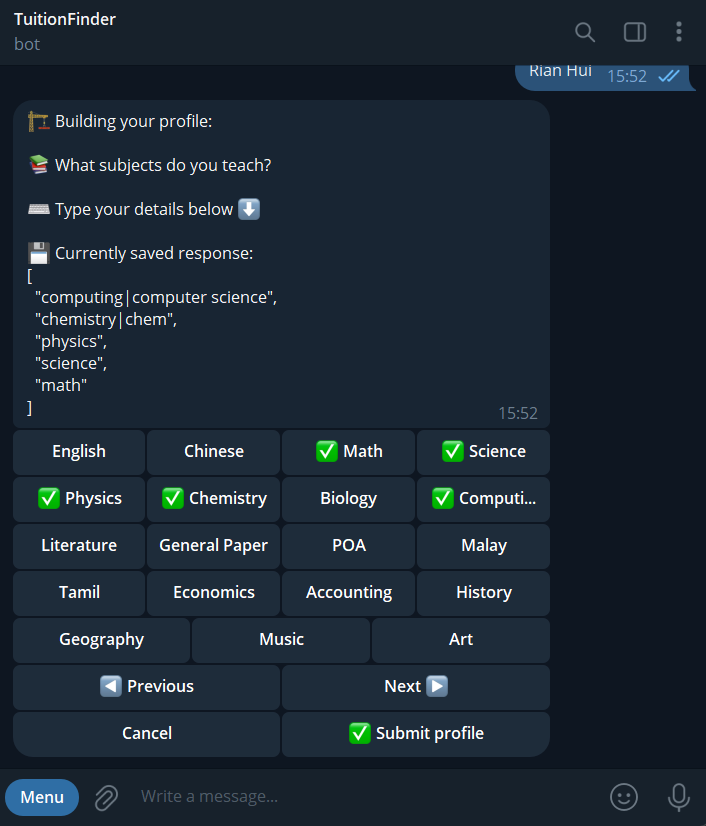 TuitionFinder
bot
Rian Hui 15:52
Building your profile:
What subjects do you teach?
Type your details below
Currently saved response:
[
"computing|computer science",
"chemistry|chem",
"physics",
"science",
"math"
]
15:52
English Chinese Math Science
Physics Chemistry Biology Computi...
Literature General Paper POA Malay
Tamil Economics Accounting History
Geography Music Art
Previous Next
Cancel Submit profile
Menu Write a message...